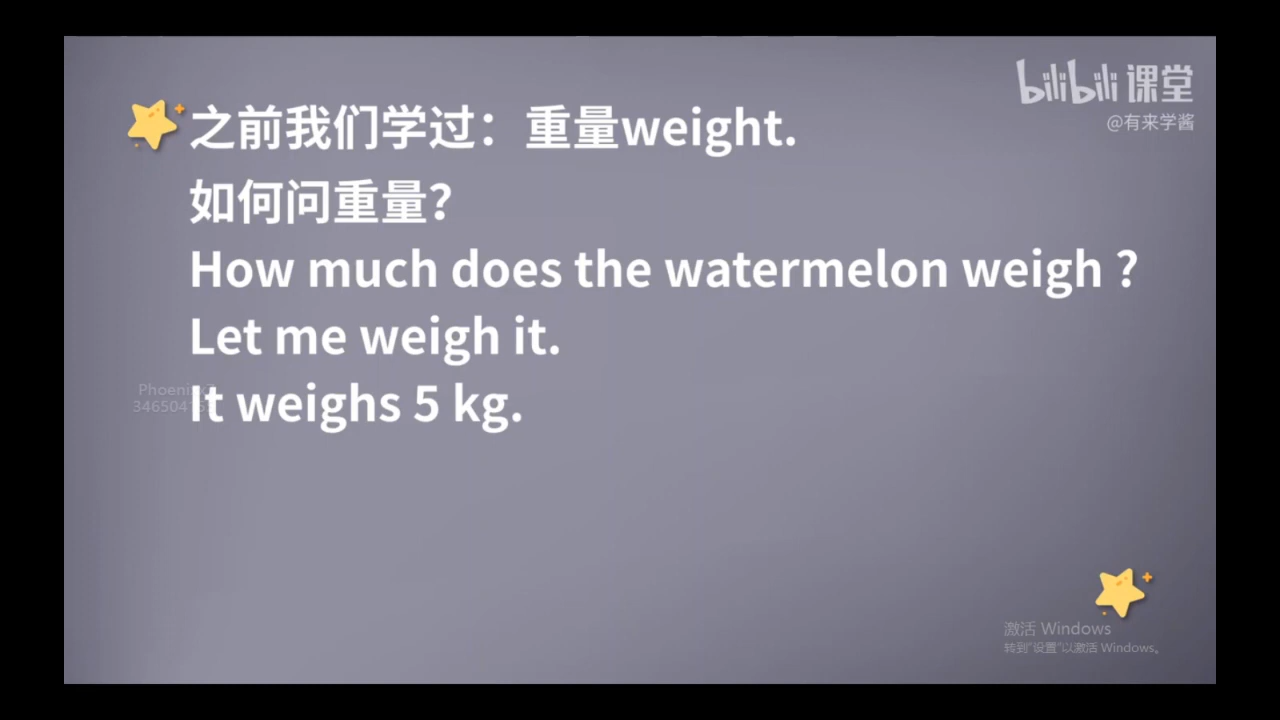 bilibili 课堂
@有来学酱
之前我们学过：重量weight.
如何问重量？
How much does the watermelon weigh ?
Let me weigh it.
It weighs 5 kg.
激活 Windows
转到"设置"以激活 Windows。